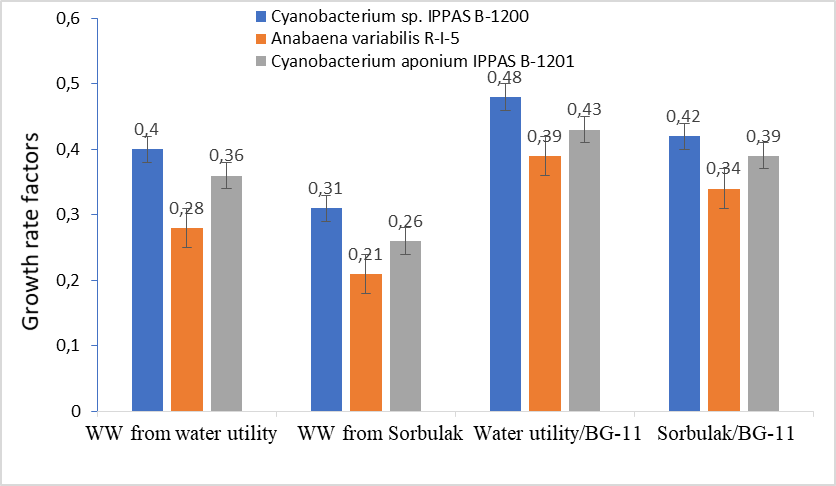 Cyanobacterium sp. IPPAS B-1200
Anabaena variabilis R-I-5
Cyanobacterium aponium IPPAS B-1201
Growth rate factors
0,6
0,5
0,4
0,3
0,2
0,1
0
0,4
0,28
0,36
0,31
0,21
0,26
0,48
0,39
0,43
0,42
0,34
0,39
WW from water utility
WW from Sorbulak
Water utility/BG-11
Sorbulak/BG-11